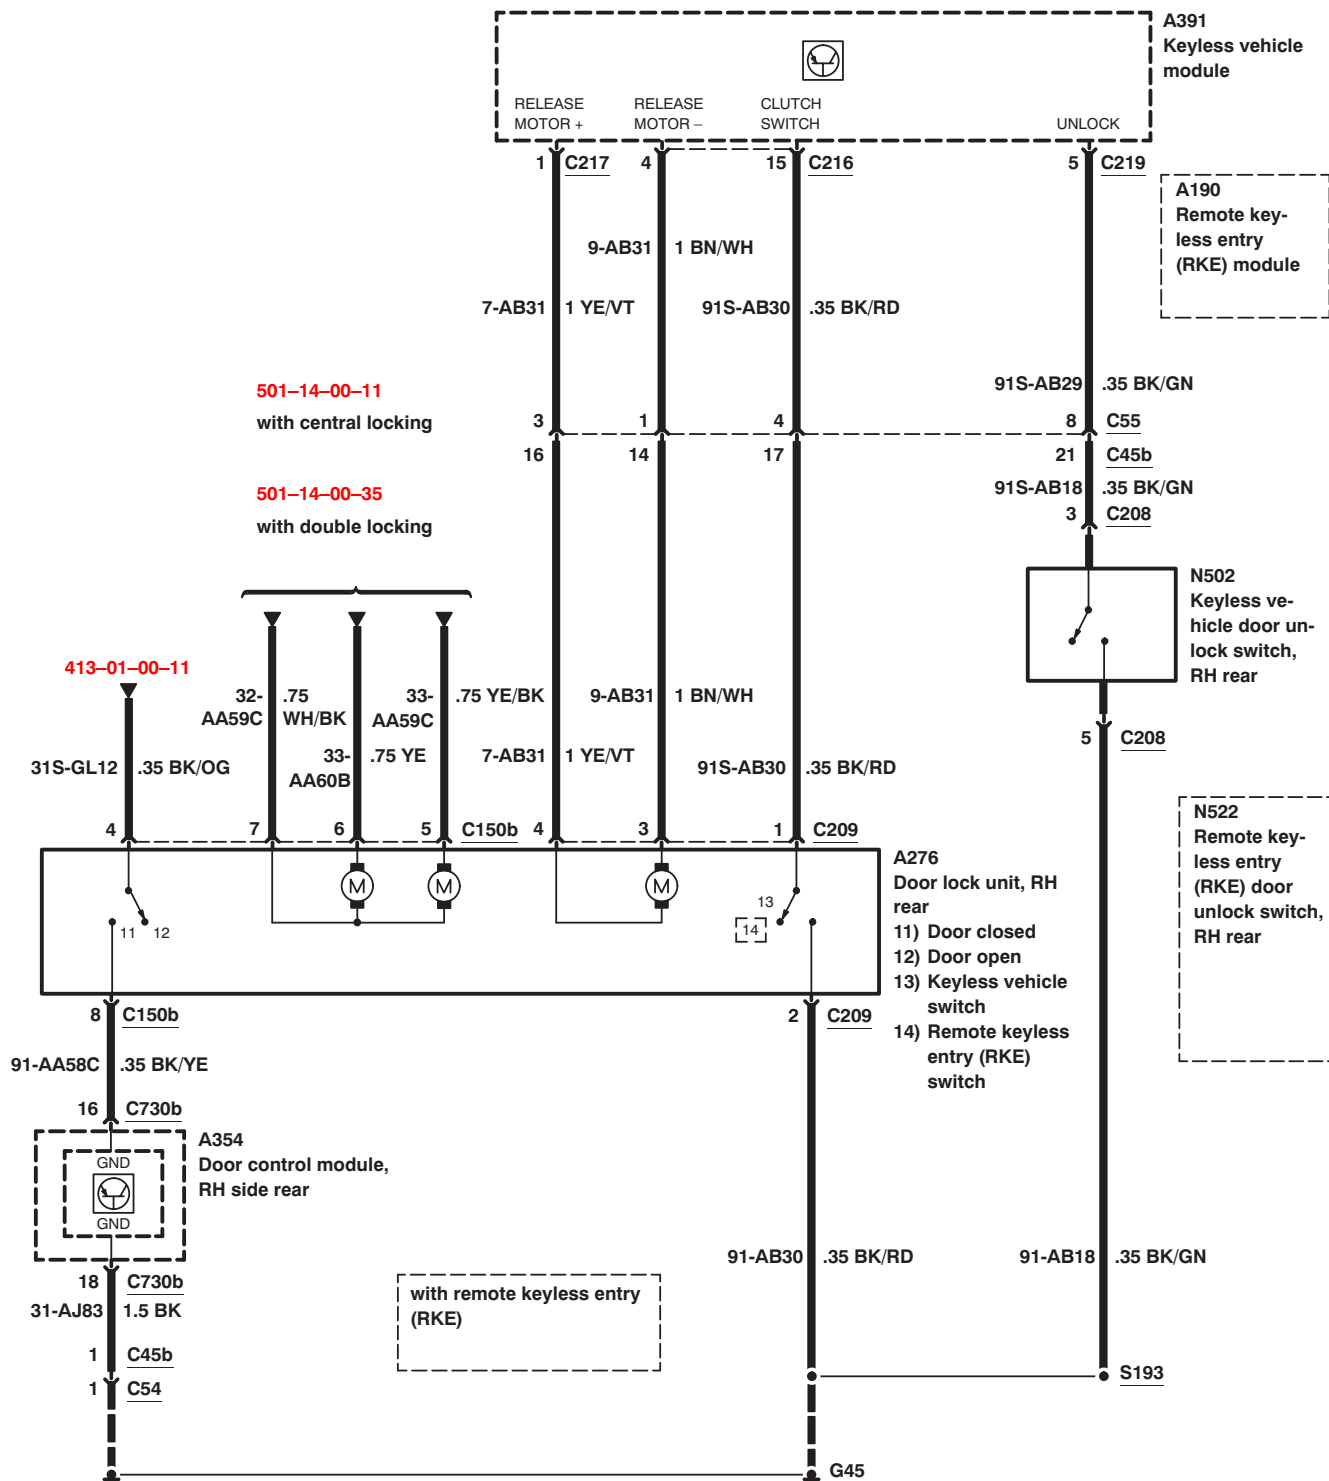 A391
Keyless vehicle
module
RELEASE
MOTOR +
RELEASE
MOTOR –
CLUTCH
SWITCH
UNLOCK
1 C217
4
15 C216
5 C219
A190
Remote key-
less entry
(RKE) module
9-AB31 1 BN/WH
7-AB31 1 YE/VT
91S-AB30 .35 BK/RD
91S-AB29 .35 BK/GN
501–14–00–11
with central locking
3 1 4 8 C55
16 14 17 21 C45b
91S-AB18 .35 BK/GN
3 C208
501–14–00–35
with double locking
N502
Keyless ve-
hicle door un-
lock switch,
RH rear
413–01–00–11
32-
AA59C
.75
WH/BK
33-
AA59C
.75 YE/BK
9-AB31 1 BN/WH
33-
AA60B
.75 YE
7-AB31 1 YE/VT
31S-GL12 .35 BK/OG
91S-AB30 .35 BK/RD
5 C208
4 7 6 5 C150b 4 3 1 C209
N522
Remote key-
less entry
(RKE) door
unlock switch,
RH rear
M M M
11 12
13
14
A276
Door lock unit, RH
rear
11) Door closed
12) Door open
13) Keyless vehicle
switch
14) Remote keyless
entry (RKE)
switch
8 C150b
2 C209
91-AA58C .35 BK/YE
16 C730b
A354
Door control module,
RH side rear
GND
GND
18 C730b
31-AJ83 1.5 BK
1 C45b
1 C54
with remote keyless entry
(RKE)
91-AB30 .35 BK/RD
91-AB18 .35 BK/GN
S193
G45